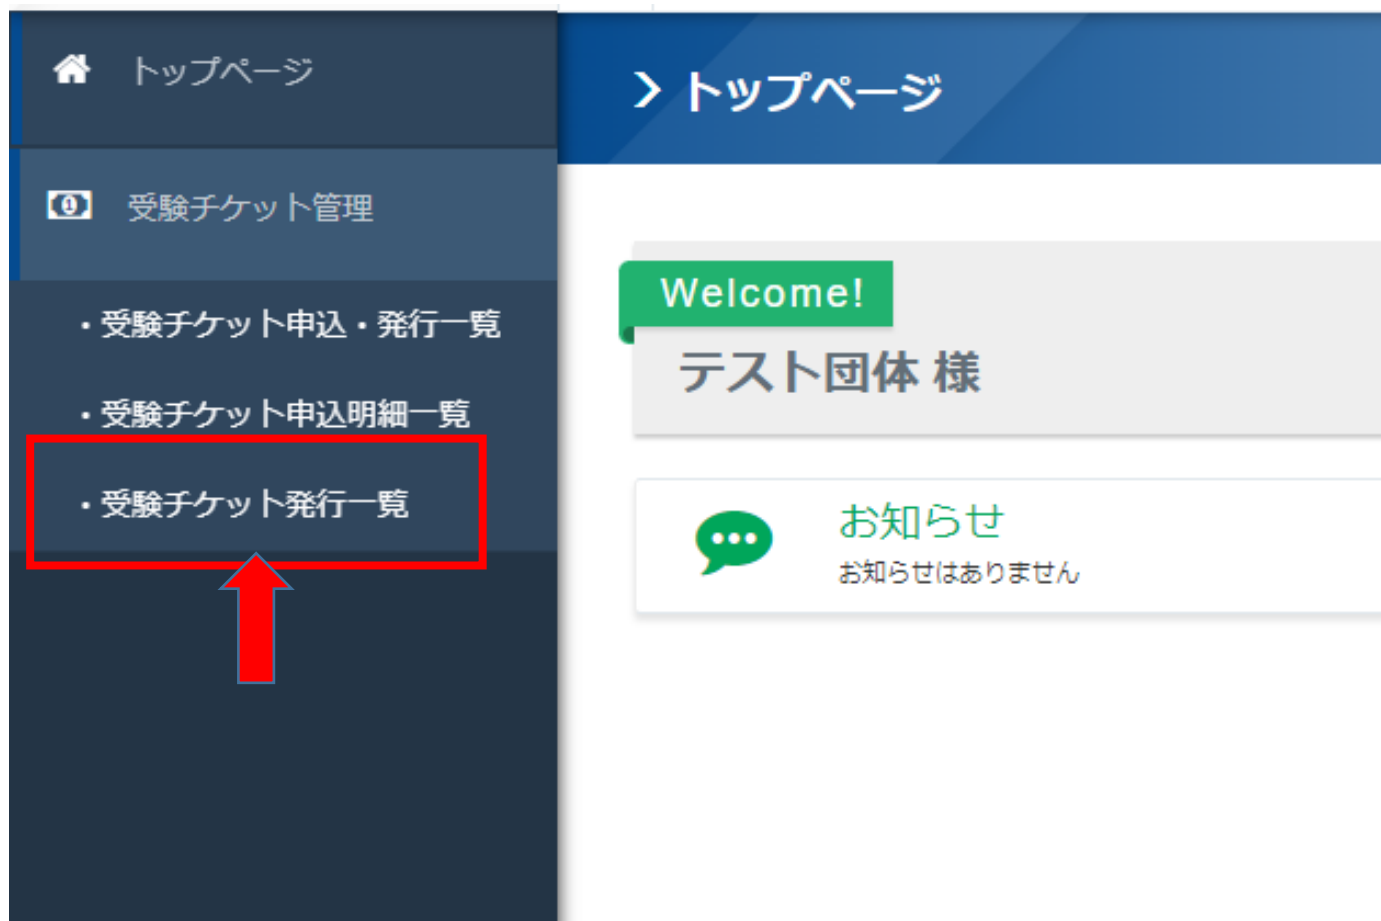 トップページ
受験チケット管理
・受験チケット申込・発行一覧
・受験チケット申込明細一覧
・受験チケット発行一覧
トップページ
Welcome!
テスト団体 様
お知らせ
お知らせはありません